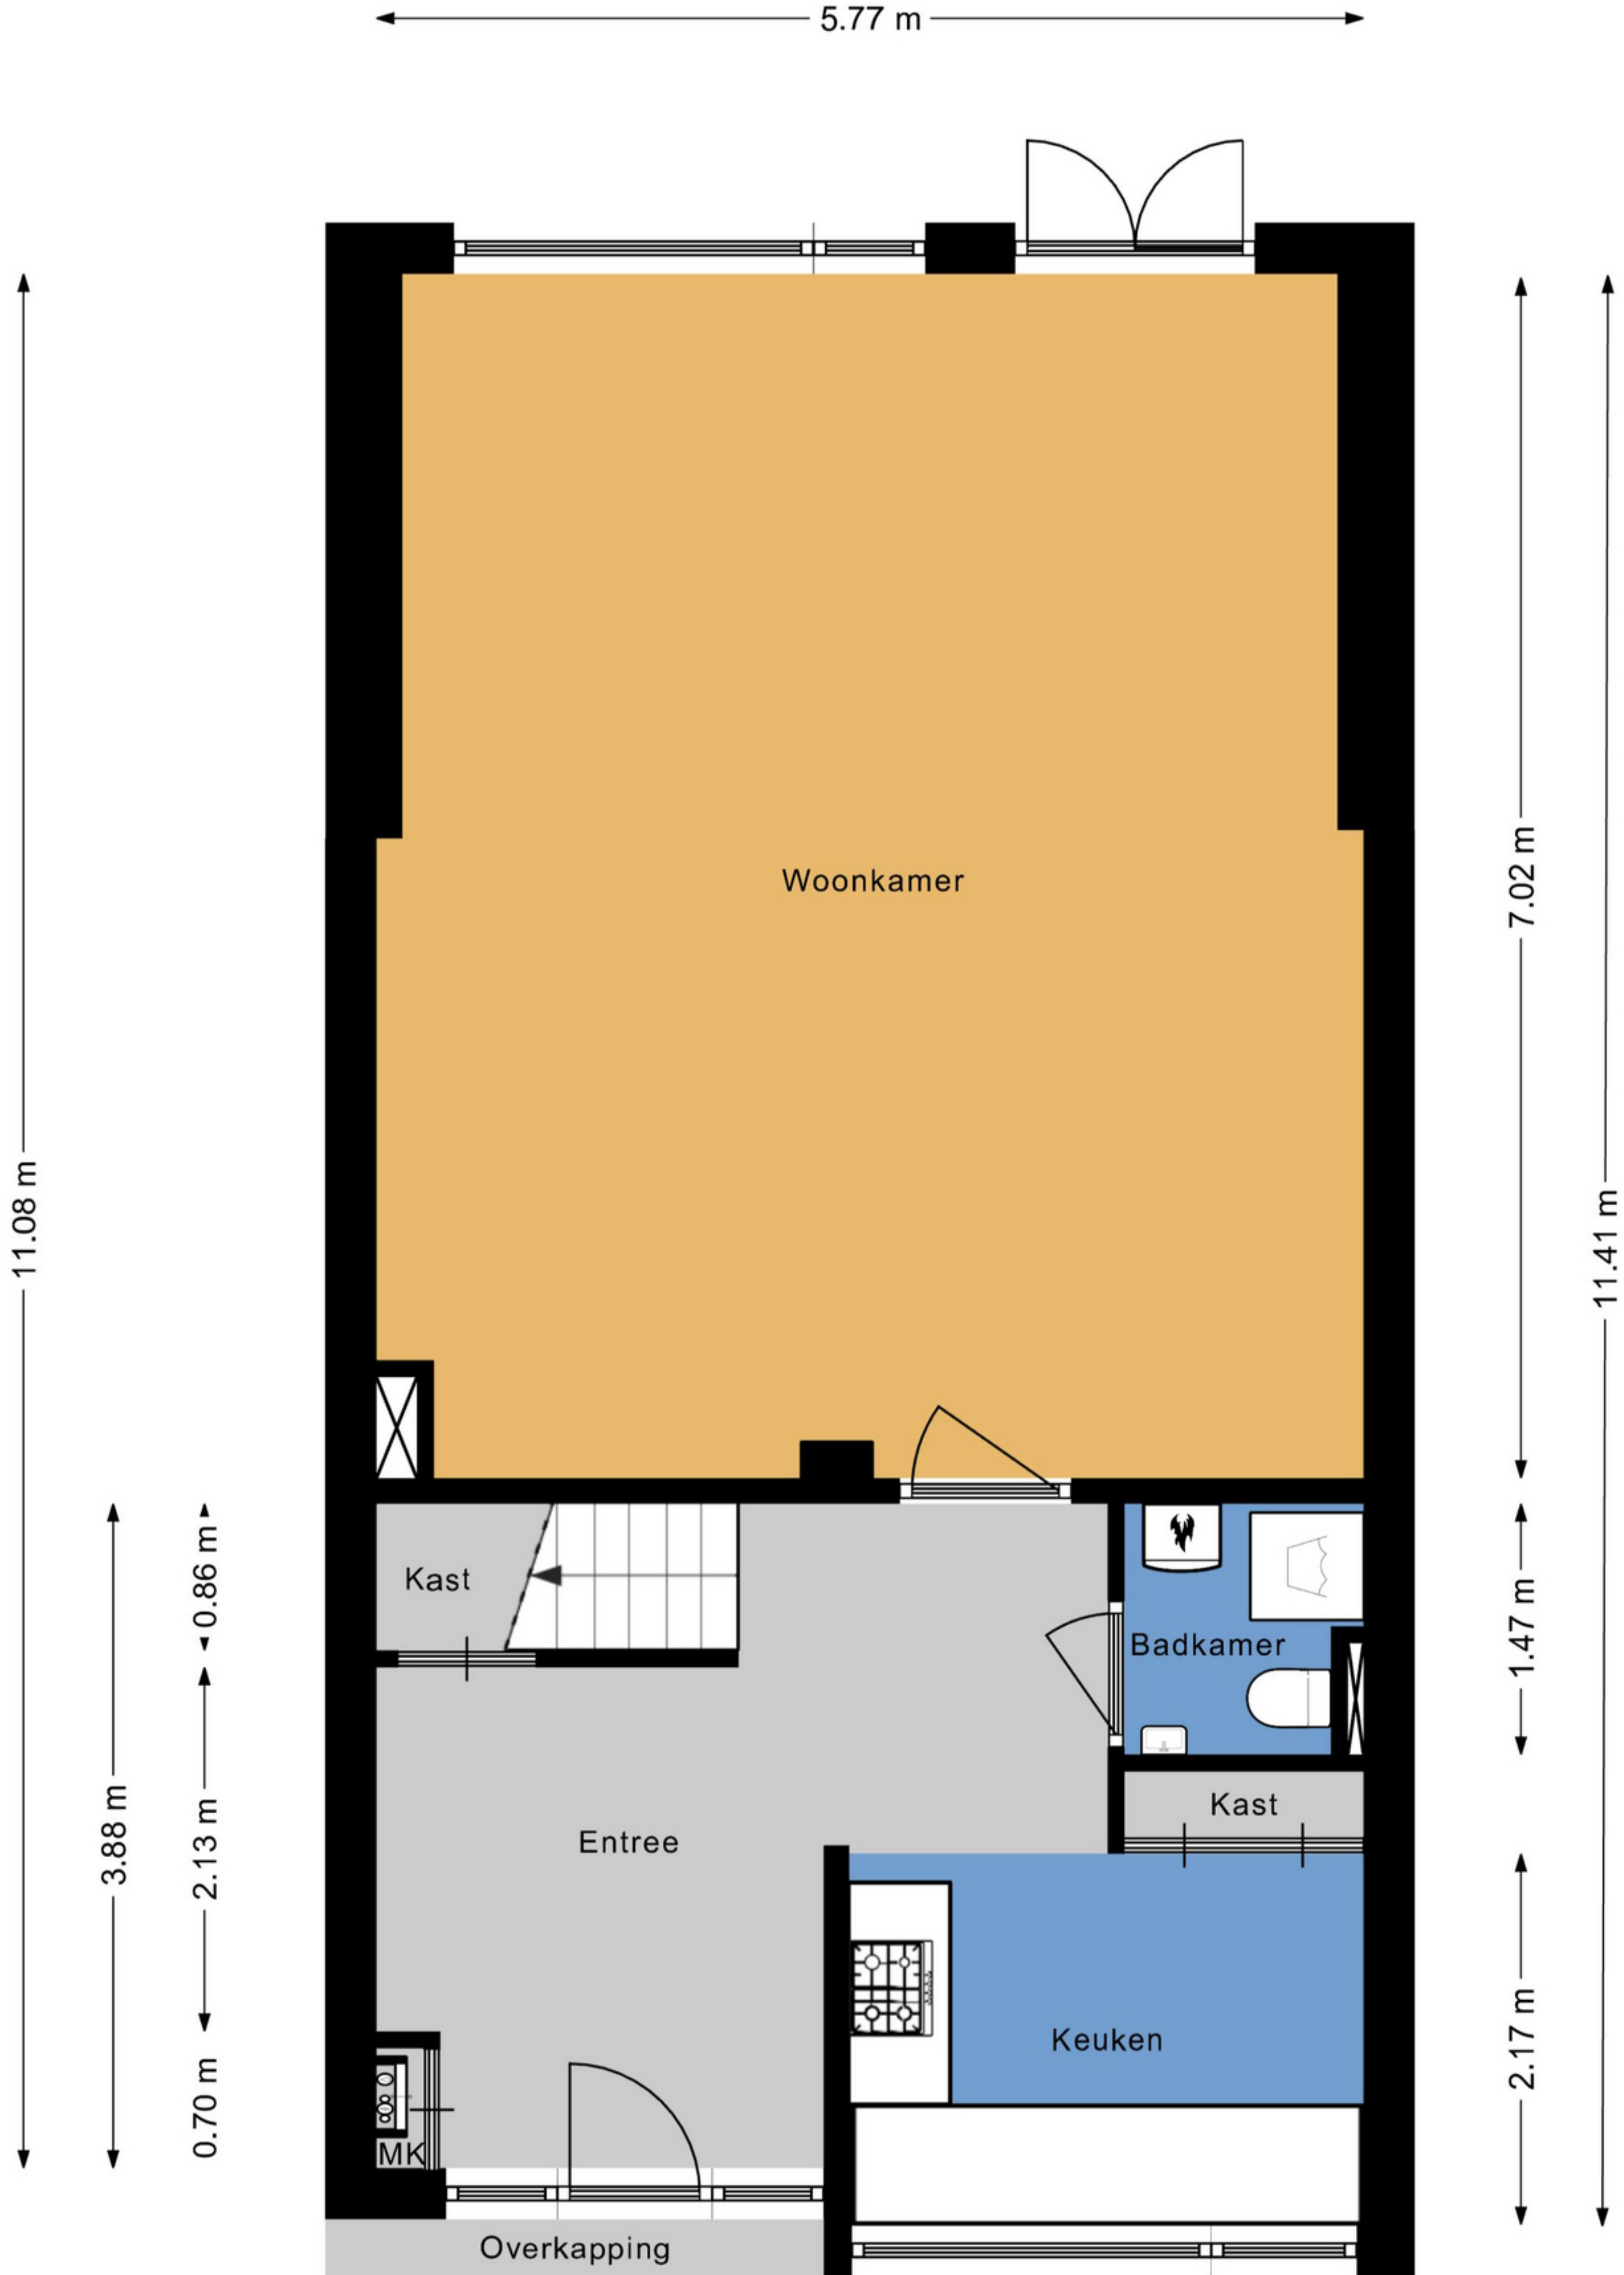 5.77 m
Woonkamer
7.02 m
11.08 m
11.41 m
0.86 m
Kast
1.47 m
Badkamer
Kast
3.88 m
2.13 m
Entree
2.17 m
Keuken
0.70 m
MK
Overkapping